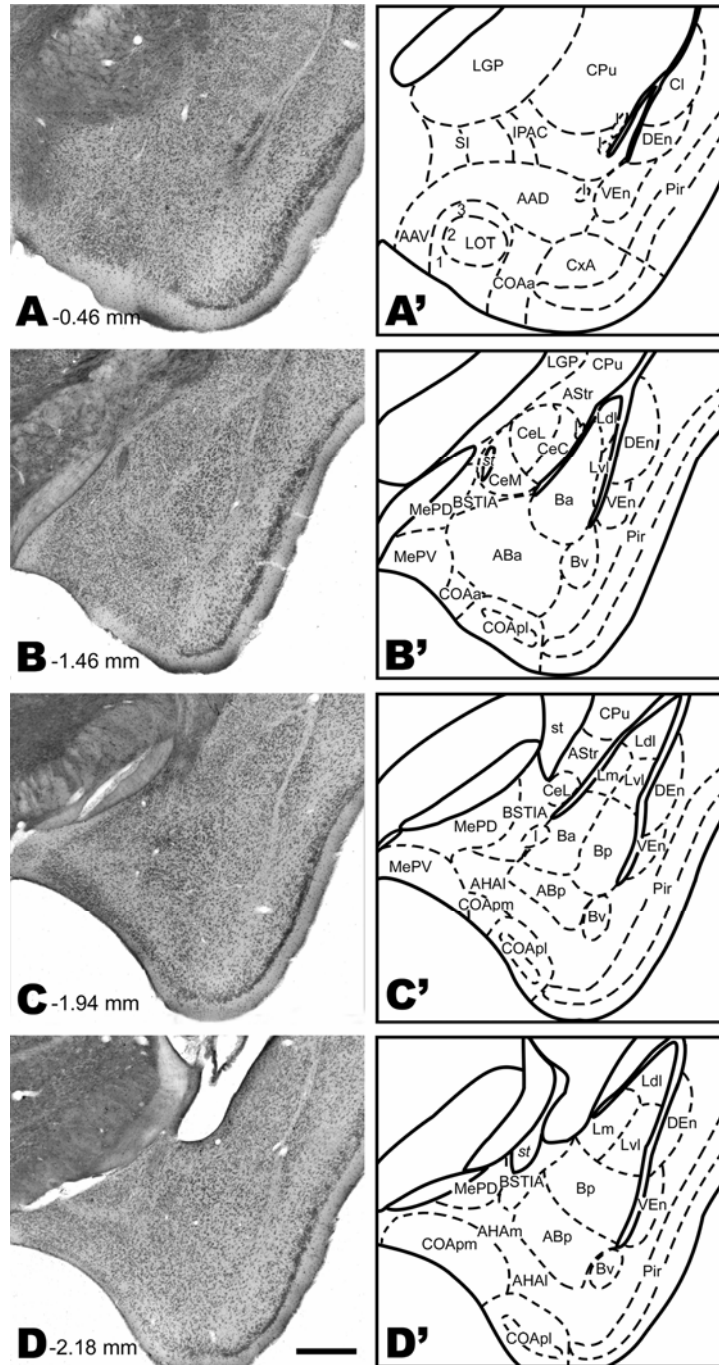 A -0.46 mm
LGP CPu Cl
I
SI IPAC I DEn
AAD I VEn Pir
3
AAV 2 LOT
1 COAa CxA
A'
B -1.46 mm
LGP CPu
AStr Ldl
CeL I DEn
st CeC Lvl
CeM
MePD BSTIA Ba VEn
Pir
MePV ABa Bv
COAa
COApl
B'
C -1.94 mm
st CPu
AStr Ldl
CeL Lm Lvl DEn
BSTIA
MePD I Ba Bp VEn
MePV
AHAl ABp Pir
COApm Bv
COApl
C'
D -2.18 mm
Ldl
Lm DEn
st Lvl
I
MePD BSTIA Bp VEn
COApm AHAm ABp
Bv Pir
AHAl
COApl
D'